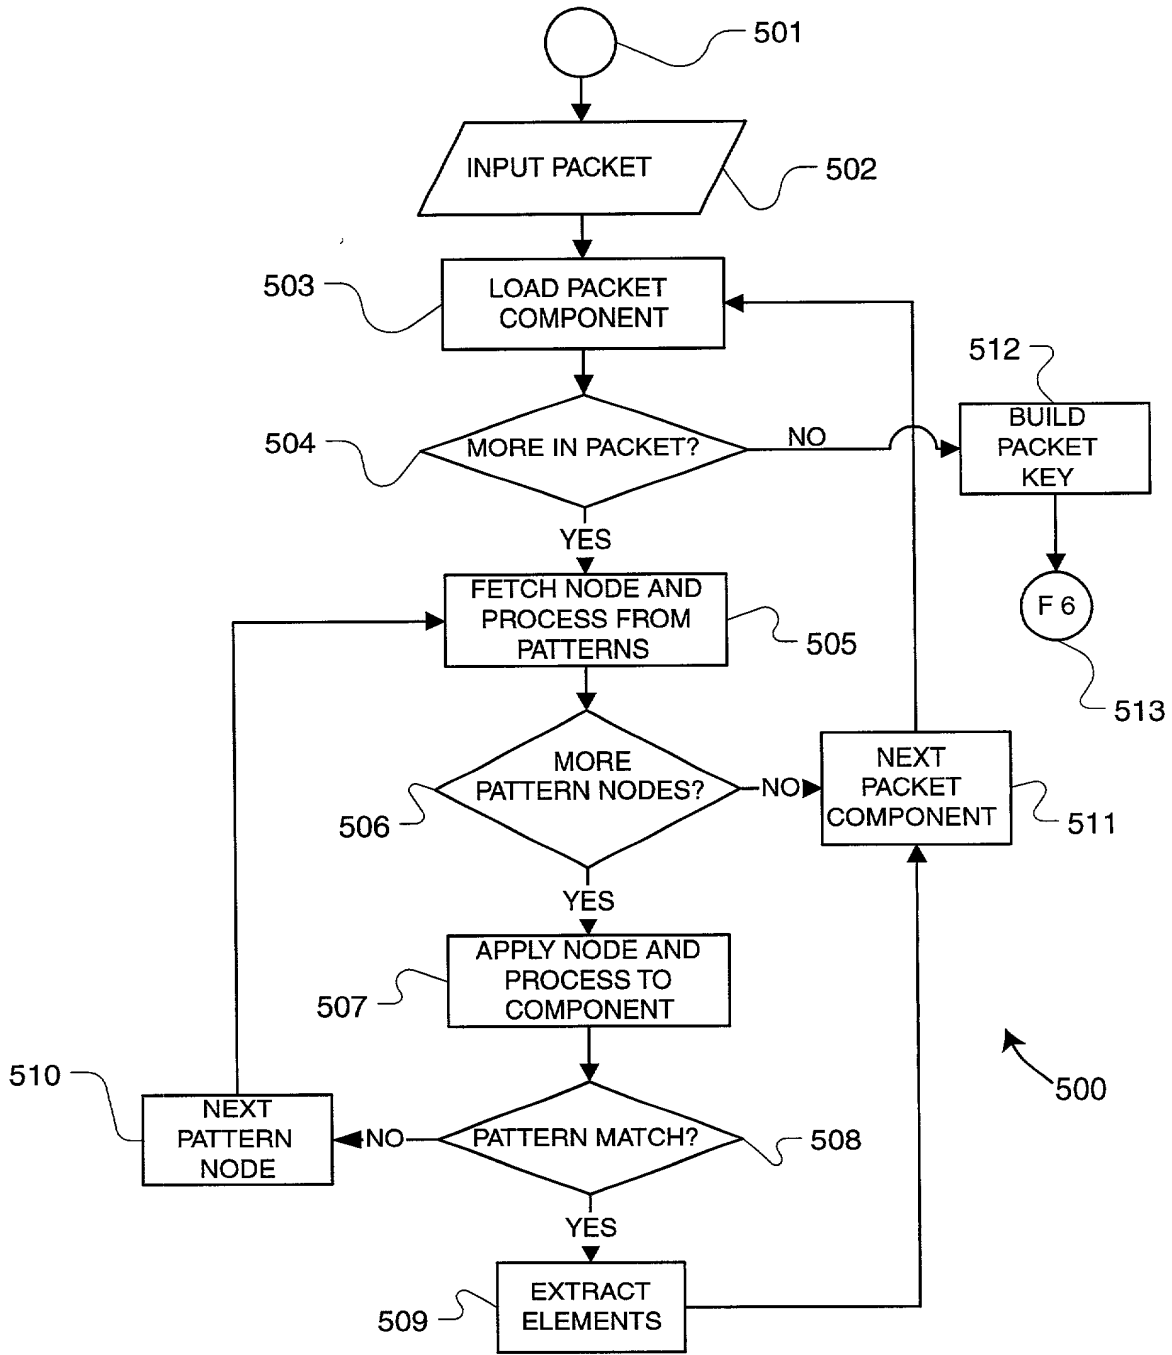 501
INPUT PACKET
502
503
LOAD PACKET
COMPONENT
512
BUILD
PACKET
KEY
504
MORE IN PACKET?
NO
YES
F 6
513
FETCH NODE AND
PROCESS FROM
PATTERNS
505
MORE
PATTERN NODES?
506
NO
NEXT
PACKET
COMPONENT
511
YES
APPLY NODE AND
PROCESS TO
COMPONENT
507
500
510
NEXT
PATTERN
NODE
NO
PATTERN MATCH?
508
YES
EXTRACT
ELEMENTS
509